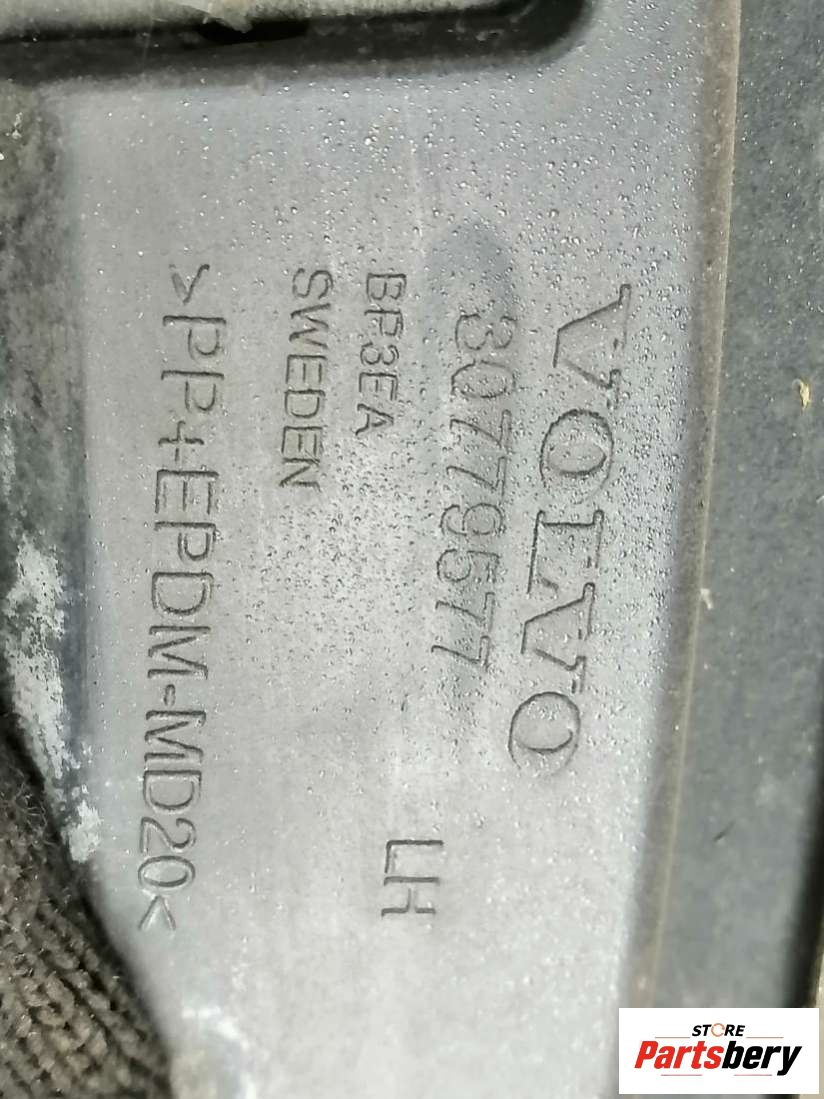 VOLVO
30779577
LH
BP3EA
SWEDEN
>PP+EPDM-MD20<
STORE
Partsbery